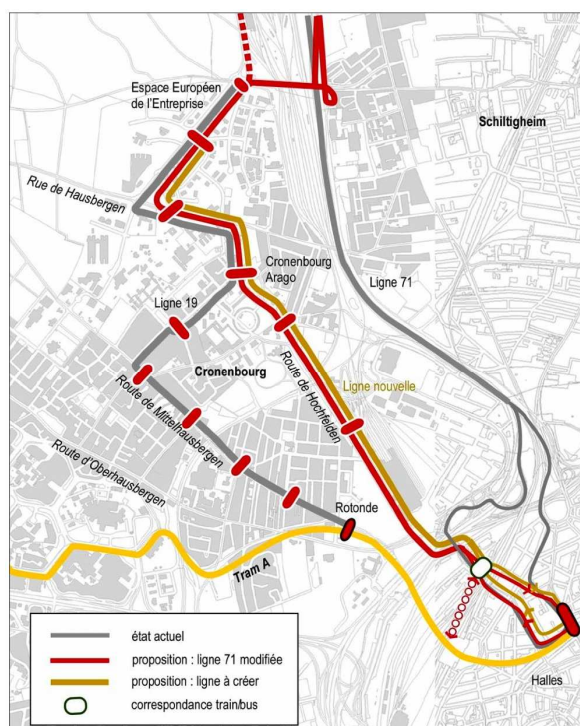 Espace Européen
de l'Entreprise
Schiltigheim
Rue de Hausbergen
Cronenbourg
Arago
Ligne 71
Ligne 19
Cronenbourg
Ligne nouvelle
Route de Hochfelden
Route de Mittelhausbergen
Route d'Oberhausbergen
Rotonde
Tram A
Halles
état actuel
proposition : ligne 71 modifiée
proposition : ligne à créer
correspondance train/bus